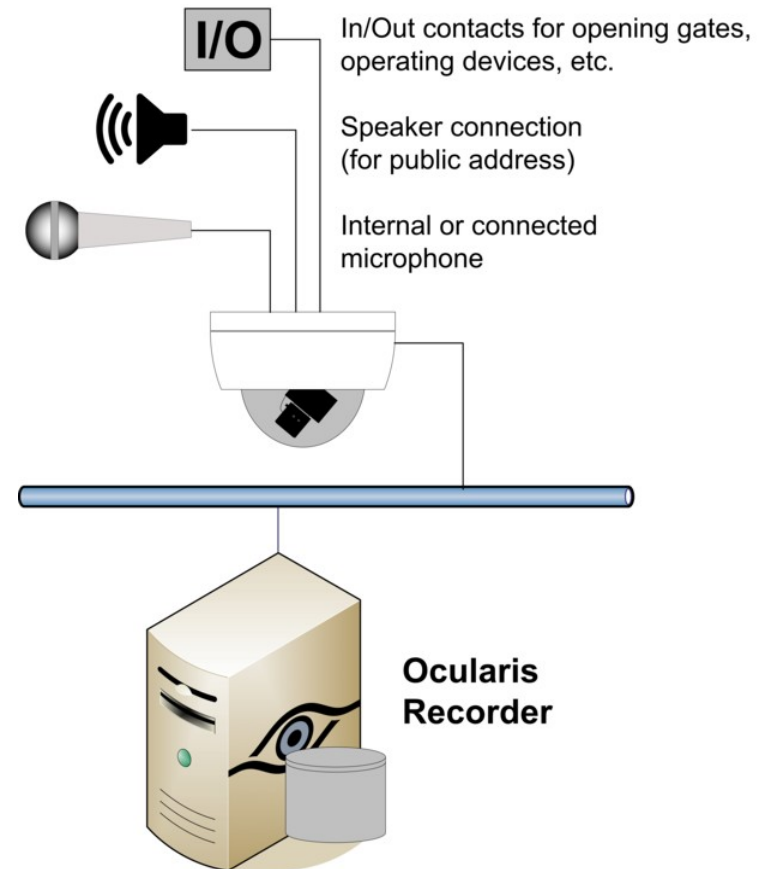 I/O
In/Out contacts for opening gates,
operating devices, etc.
Speaker connection
(for public address)
Internal or connected
microphone
Ocularis
Recorder